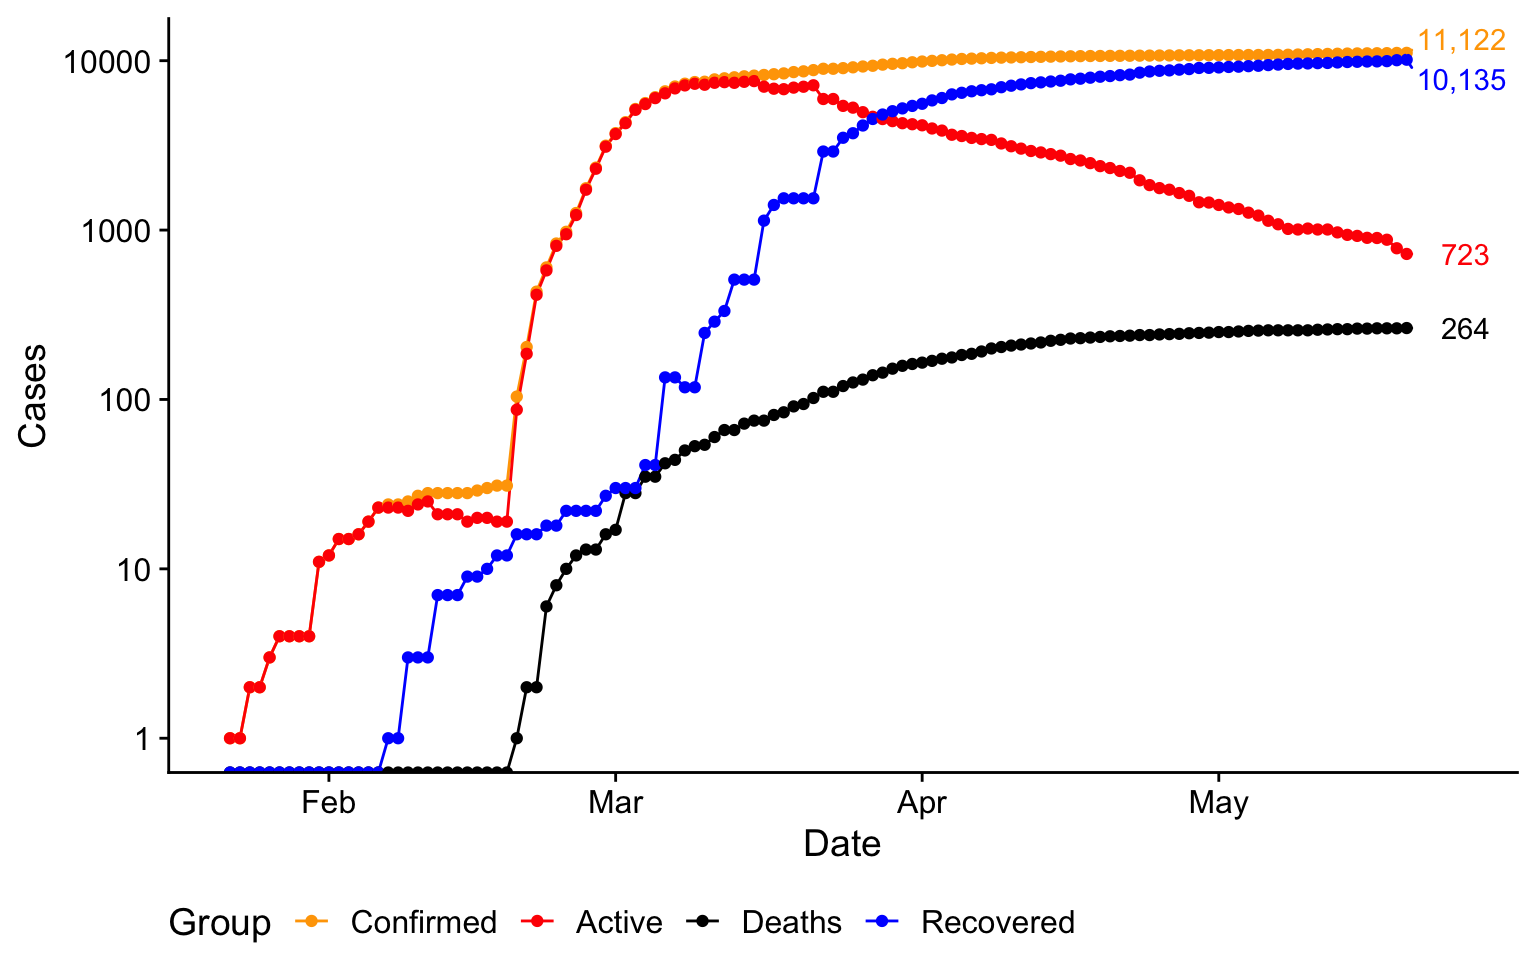 11,122
10000
10,135
1000
723
264
100
10
1
Cases
Feb Mar Apr May
Date
Group Confirmed Active Deaths Recovered